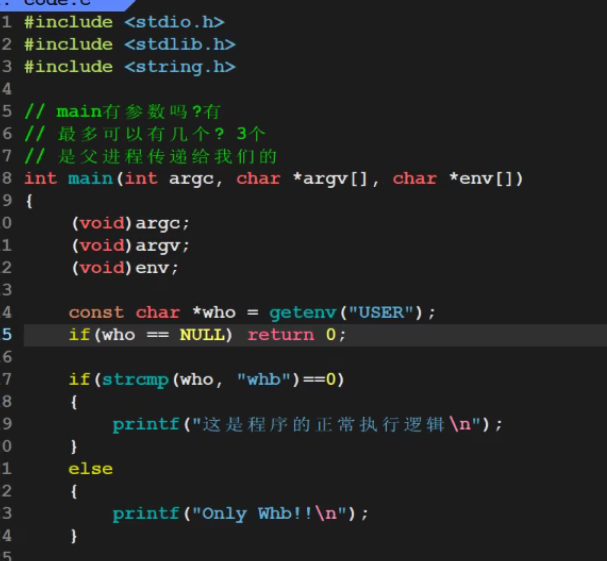 code.c
1 #include <stdio.h>
2 #include <stdlib.h>
3 #include <string.h>
4
5 // main有参数吗?有
6 // 最多可以有几个? 3个
7 // 是父进程传递给我们的
8 int main(int argc, char *argv[], char *env[])
9 {
0     (void)argc;
1     (void)argv;
2     (void)env;
3
4     const char *who = getenv("USER");
5     if(who == NULL) return 0;
6
7     if(strcmp(who, "whb")==0)
8     {
9         printf("这是程序的正常执行逻辑\n");
0     }
1     else
2     {
3         printf("Only Whb!!\n");
4     }
5